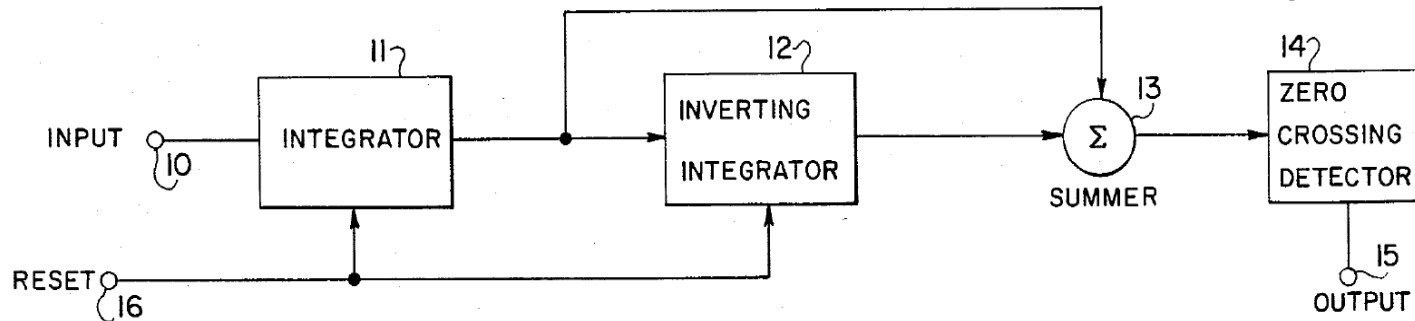 11
12
14
13
INPUT
10
INTEGRATOR
INVERTING
INTEGRATOR
Σ
SUMMER
ZERO
CROSSING
DETECTOR
RESET
16
15
OUTPUT